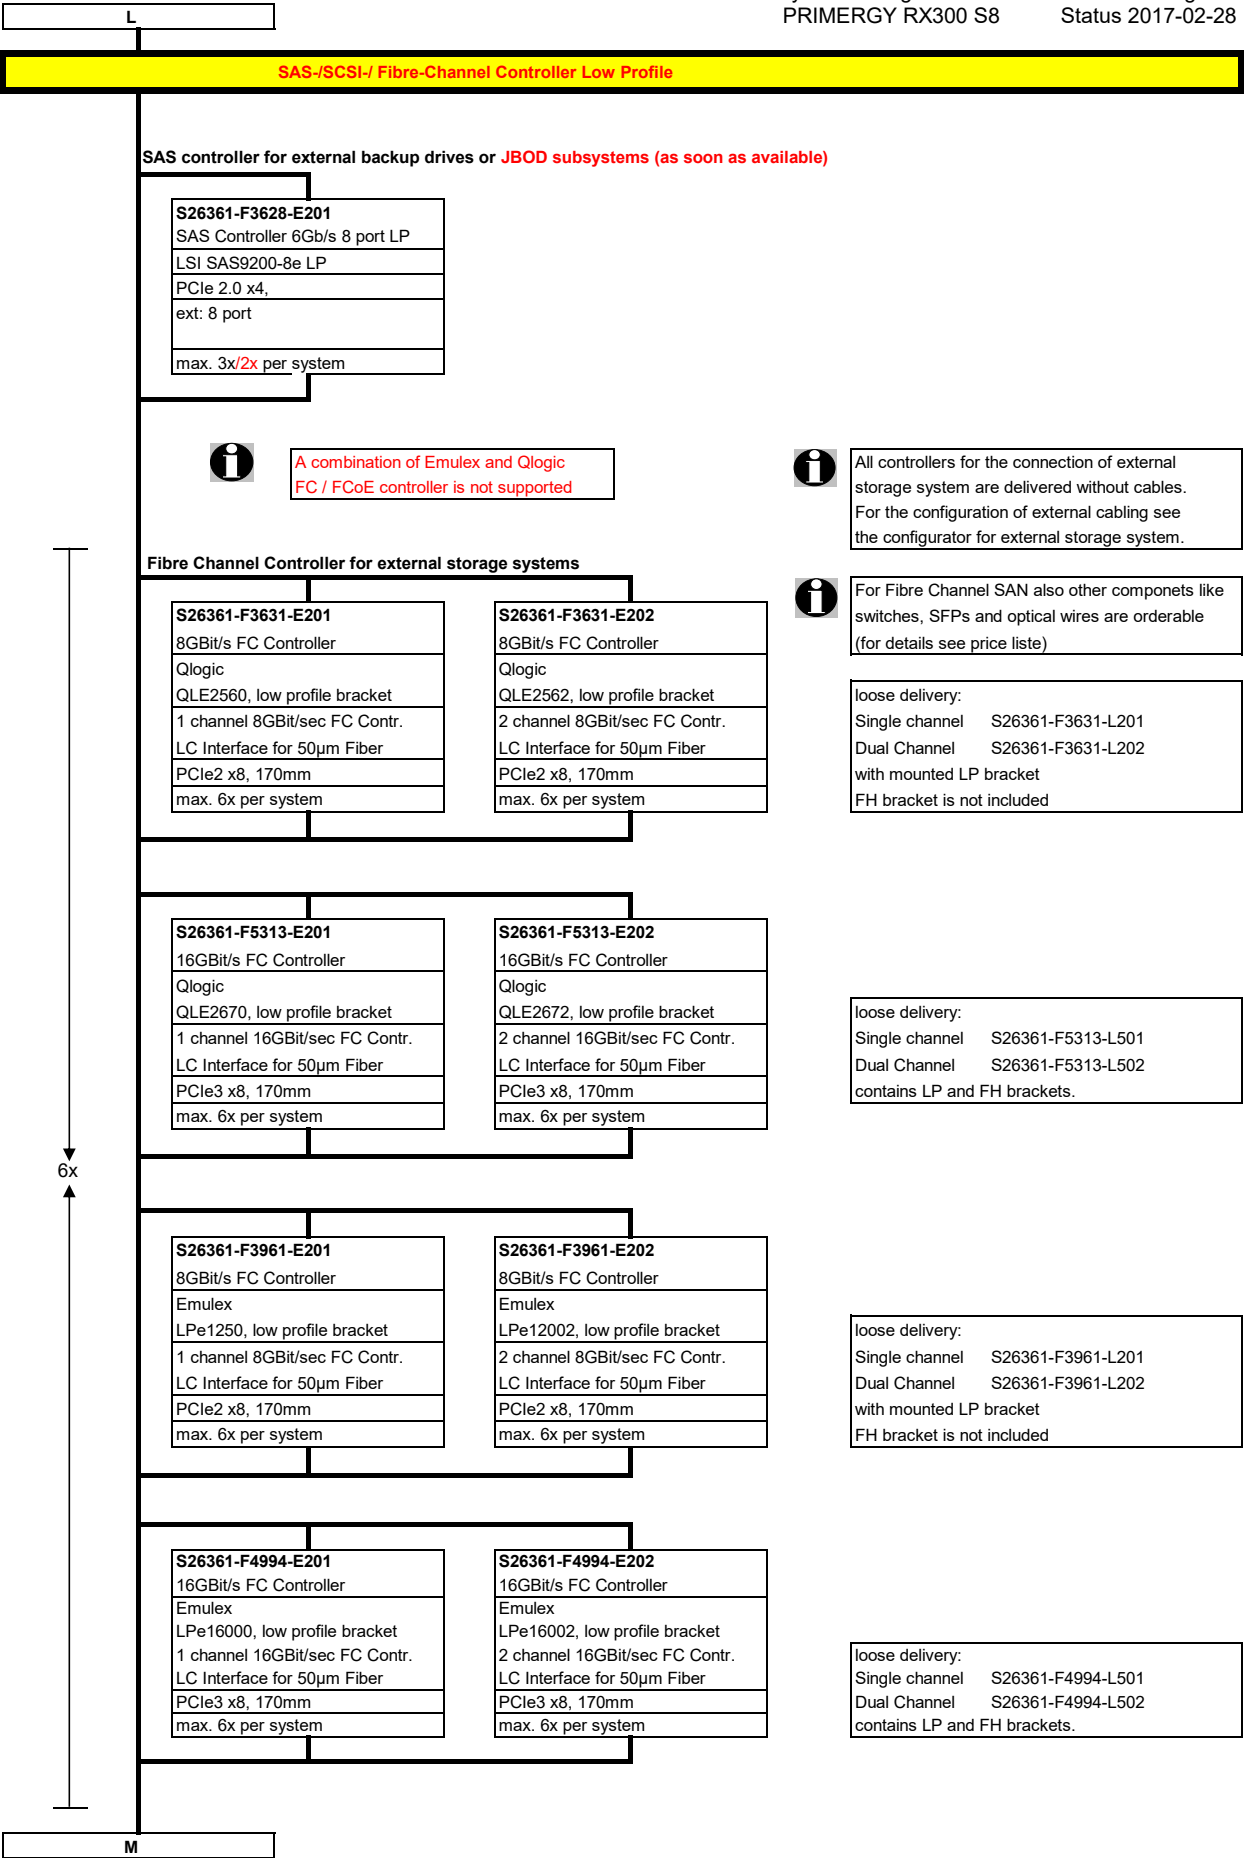 L
PRIMERGY RX300 S8 Status 2017-02-28
SAS-/SCSI-/ Fibre-Channel Controller Low Profile
SAS controller for external backup drives or JBOD subsystems (as soon as available)
S26361-F3628-E201
SAS Controller 6Gb/s 8 port LP
LSI SAS9200-8e LP
PCIe 2.0 x4,
ext: 8 port
max. 3x/2x per system
A combination of Emulex and Qlogic
FC / FCoE controller is not supported
All controllers for the connection of external
storage system are delivered without cables.
For the configuration of external cabling see
the configurator for external storage system.
Fibre Channel Controller for external storage systems
S26361-F3631-E201
8GBit/s FC Controller
Qlogic
QLE2560, low profile bracket
1 channel 8GBit/sec FC Contr.
LC Interface for 50µm Fiber
PCIe2 x8, 170mm
max. 6x per system
S26361-F3631-E202
8GBit/s FC Controller
Qlogic
QLE2562, low profile bracket
2 channel 8GBit/sec FC Contr.
LC Interface for 50µm Fiber
PCIe2 x8, 170mm
max. 6x per system
For Fibre Channel SAN also other componets like
switches, SFPs and optical wires are orderable
(for details see price liste)
loose delivery:
Single channel S26361-F3631-L201
Dual Channel S26361-F3631-L202
with mounted LP bracket
FH bracket is not included
S26361-F5313-E201
16GBit/s FC Controller
Qlogic
QLE2670, low profile bracket
1 channel 16GBit/sec FC Contr.
LC Interface for 50µm Fiber
PCIe3 x8, 170mm
max. 6x per system
S26361-F5313-E202
16GBit/s FC Controller
Qlogic
QLE2672, low profile bracket
2 channel 16GBit/sec FC Contr.
LC Interface for 50µm Fiber
PCIe3 x8, 170mm
max. 6x per system
loose delivery:
Single channel S26361-F5313-L501
Dual Channel S26361-F5313-L502
contains LP and FH brackets.
6x
S26361-F3961-E201
8GBit/s FC Controller
Emulex
LPe1250, low profile bracket
1 channel 8GBit/sec FC Contr.
LC Interface for 50µm Fiber
PCIe2 x8, 170mm
max. 6x per system
S26361-F3961-E202
8GBit/s FC Controller
Emulex
LPe12002, low profile bracket
2 channel 8GBit/sec FC Contr.
LC Interface for 50µm Fiber
PCIe2 x8, 170mm
max. 6x per system
loose delivery:
Single channel S26361-F3961-L201
Dual Channel S26361-F3961-L202
with mounted LP bracket
FH bracket is not included
S26361-F4994-E201
16GBit/s FC Controller
Emulex
LPe16000, low profile bracket
1 channel 16GBit/sec FC Contr.
LC Interface for 50µm Fiber
PCIe3 x8, 170mm
max. 6x per system
S26361-F4994-E202
16GBit/s FC Controller
Emulex
LPe16002, low profile bracket
2 channel 16GBit/sec FC Contr.
LC Interface for 50µm Fiber
PCIe3 x8, 170mm
max. 6x per system
loose delivery:
Single channel S26361-F4994-L501
Dual Channel S26361-F4994-L502
contains LP and FH brackets.
M